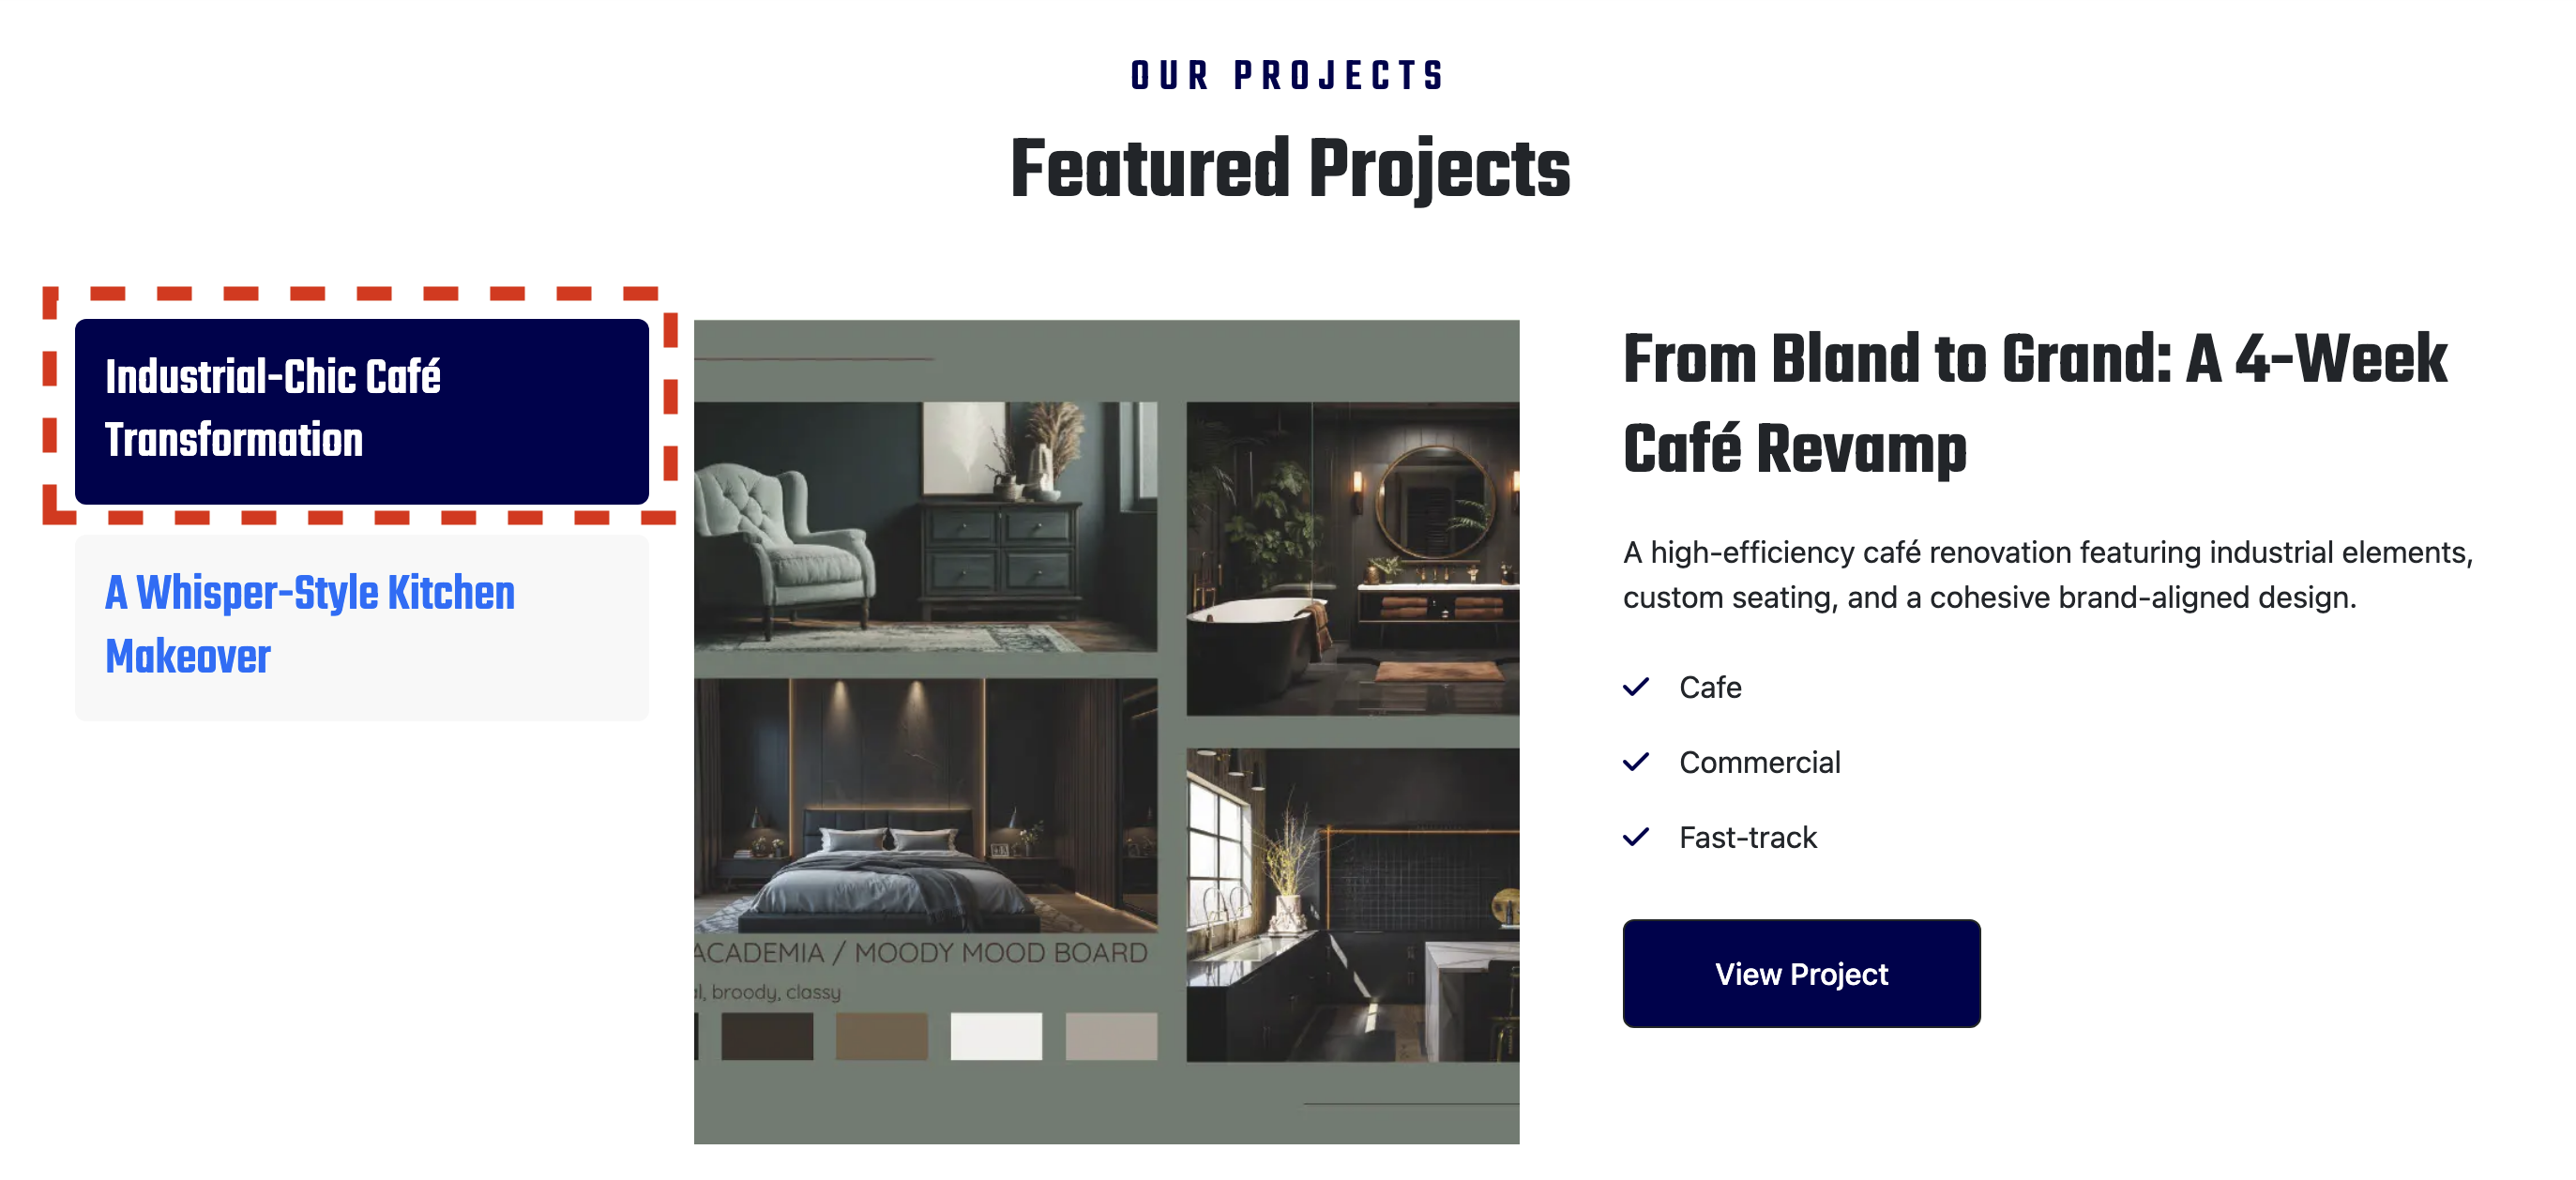 OUR PROJECTS
Featured Projects
Industrial-Chic Café
Transformation
A Whisper-Style Kitchen
Makeover
ACADEMIA / MOODY MOOD BOARD
broody, classy
From Bland to Grand: A 4-Week
Café Revamp
A high-efficiency café renovation featuring industrial elements,
custom seating, and a cohesive brand-aligned design.
Cafe
Commercial
Fast-track
View Project